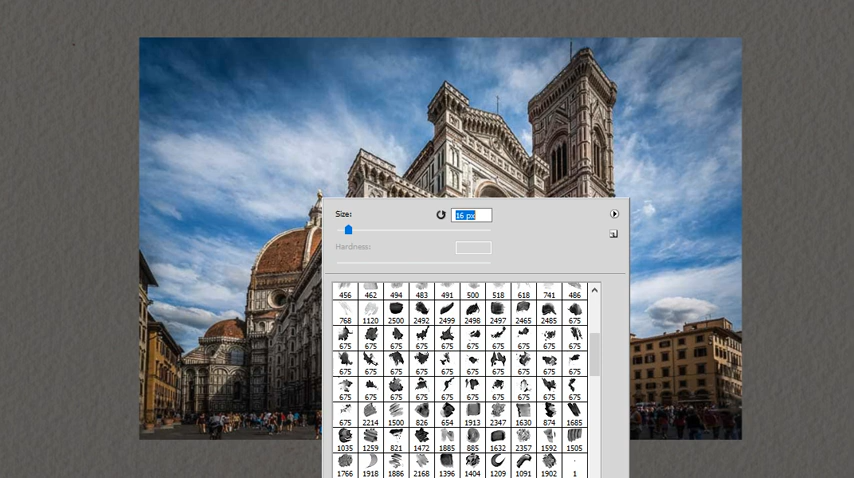 Size:
16 px
Hardness:
456 462 494 483 491 500 518 618 741 486
768 1120 2500 2492 2499 2498 2497 2465 2485 675
675 675 675 675 675 675 675 675 675 675
675 675 675 675 675 675 675 675 675 675
675 675 675 675 675 675 675 675 675 675
675 2214 1500 826 654 1913 2347 1630 874 1685
1035 1259 821 1472 1885 885 1632 2357 1592 1505
1766 1918 1886 2168 1396 1404 1209 1091 1902 1